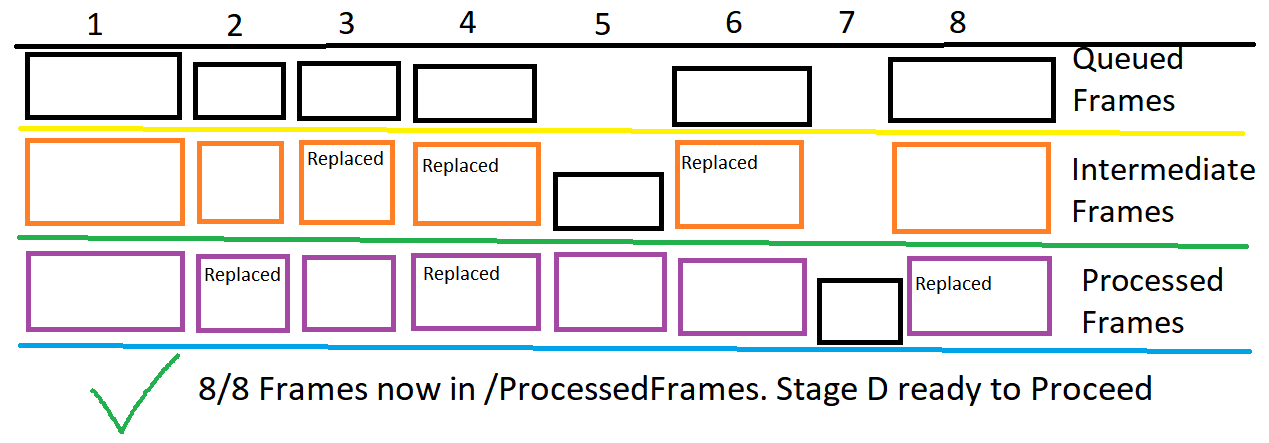 1 2 3 4 5 6 7 8
Queued
Frames
Replaced Replaced Replaced
Intermediate
Frames
Replaced Replaced Replaced
Processed
Frames
8/8 Frames now in /ProcessedFrames. Stage D ready to Proceed